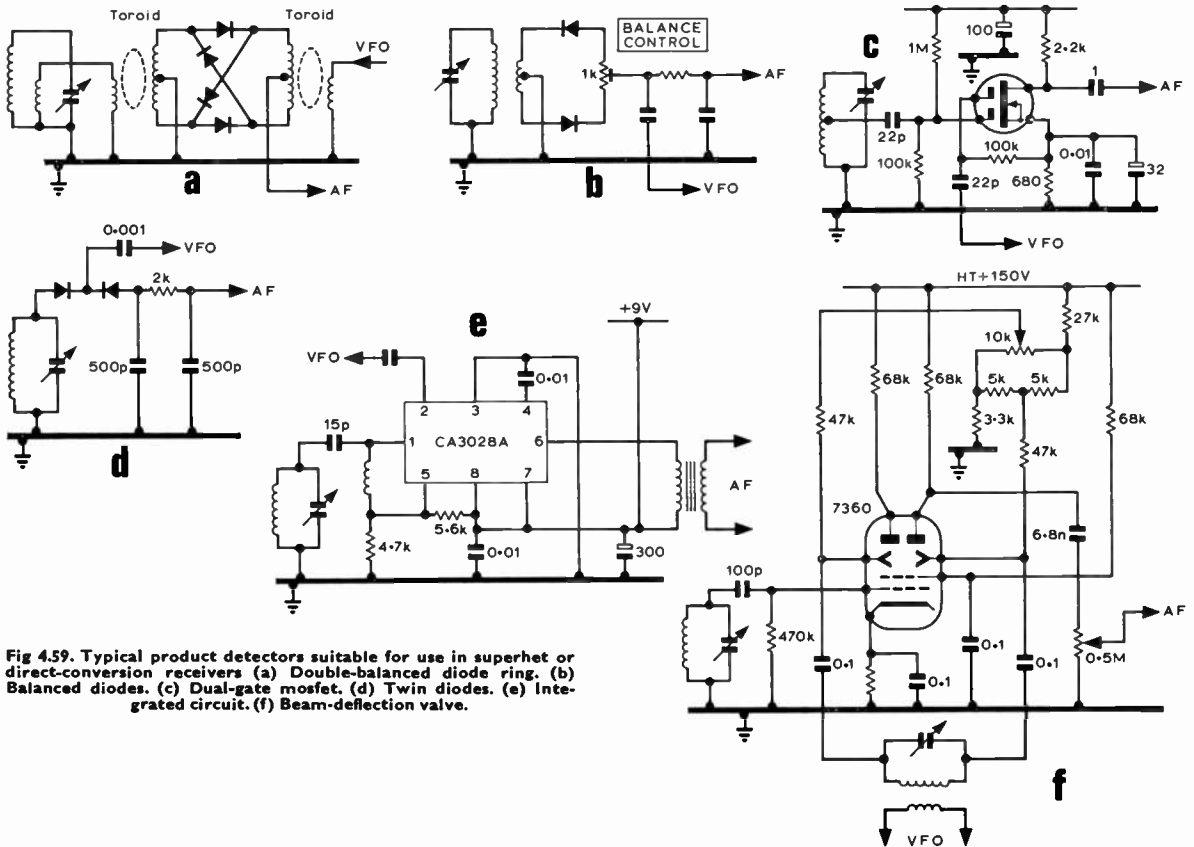 Toroid
Toroid
VFO
AF
a
BALANCE
CONTROL
1k
AF
VFO
b
c
1M
100
2·2k
1
AF
22p
100k
100k
22p
680
0·01
32
VFO
0·001
VFO
2k
AF
500p
500p
d
e
+9V
VFO
0·01
2
3
4
15p
1
CA3028A
6
5
8
7
AF
5·6k
4·7k
0·01
300
HT+150V
27k
10k
68k
68k
5k
5k
47k
3·3k
68k
47k
7360
6·8n
100p
AF
470k
0·1
0·1
0·1
0·1
0·5M
f
VFO
Fig 4.59. Typical product detectors suitable for use in superhet or
direct-conversion receivers (a) Double-balanced diode ring. (b)
Balanced diodes. (c) Dual-gate mosfet. (d) Twin diodes. (e) Inte-
grated circuit. (f) Beam-deflection valve.